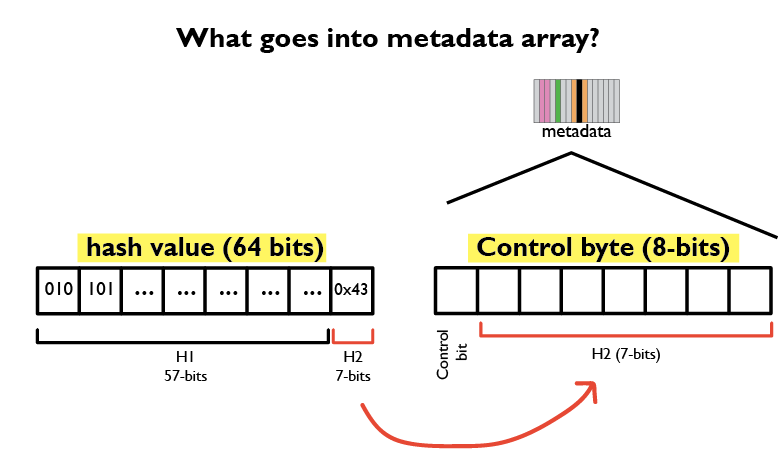 What goes into metadata array?
metadata
hash value (64 bits)
010 101 ... ... ... ... ... 0x43
H1
57-bits
H2
7-bits
Control byte (8-bits)
Control
bit
H2 (7-bits)